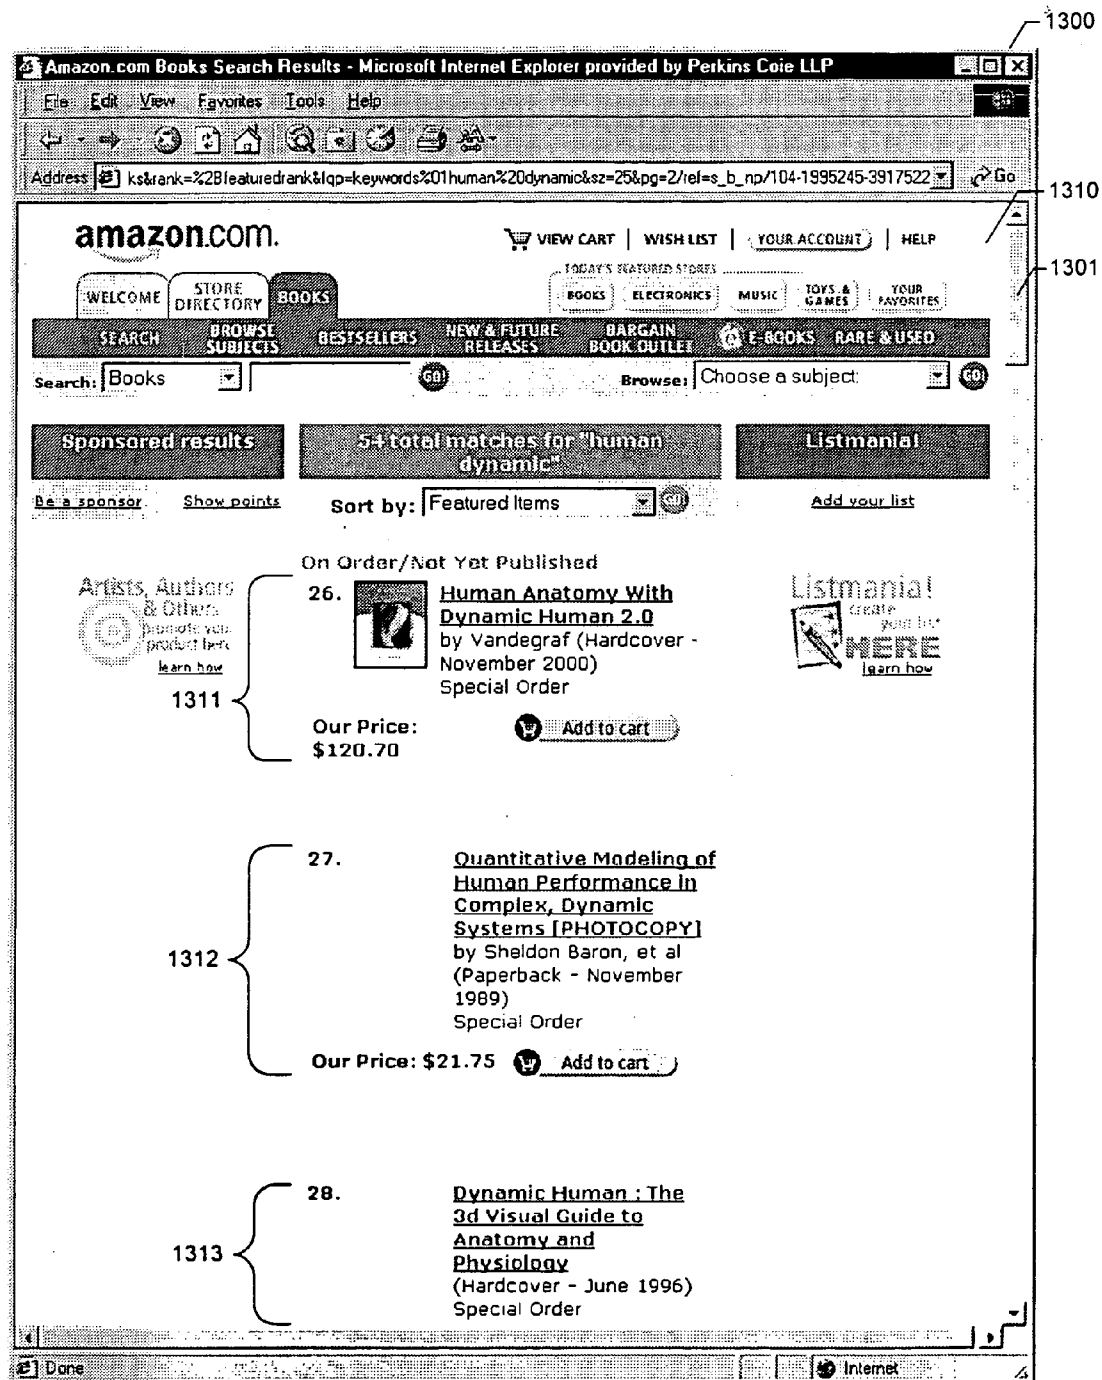 1300
Amazon.com Books Search Results - Microsoft Internet Explorer provided by Perkins Coie LLP
File Edit View Favorites Tools Help
Address ks&rank=%2Bfeaturedrank&fqp=keywords%01human%20dynamic&sz=25&pg=2/ref=s_b_np/104-1995245-3917522 Go
1310
amazon.com.
VIEW CART | WISH LIST | YOUR ACCOUNT | HELP
1301
TODAY'S FEATURED STORES
WELCOME STORE DIRECTORY BOOKS
BOOKS ELECTRONICS MUSIC TOYS & GAMES YOUR FAVORITES
SEARCH BROWSE SUBJECTS BESTSELLERS NEW & FUTURE RELEASES BARGAIN BOOK OUTLET E-BOOKS RARE & USED
Search: Books GO! Browse: Choose a subject: GO!
Sponsored results
54 total matches for "human
dynamic"
Listmania!
Be a sponsor Show points
Sort by: Featured Items GO!
Add your list
On Order/Not Yet Published
Artists, Authors
& Others
promote your
product here
learn how
1311
26. Human Anatomy With
Dynamic Human 2.0
by Vandegraf (Hardcover -
November 2000)
Special Order
Our Price:
$120.70
Add to cart
Listmania!
create
your list
HERE
learn how
1312
27. Quantitative Modeling of
Human Performance in
Complex, Dynamic
Systems [PHOTOCOPY]
by Sheldon Baron, et al
(Paperback - November
1989)
Special Order
Our Price: $21.75 Add to cart
1313
28. Dynamic Human : The
3d Visual Guide to
Anatomy and
Physiology
(Hardcover - June 1996)
Special Order
Done Internet